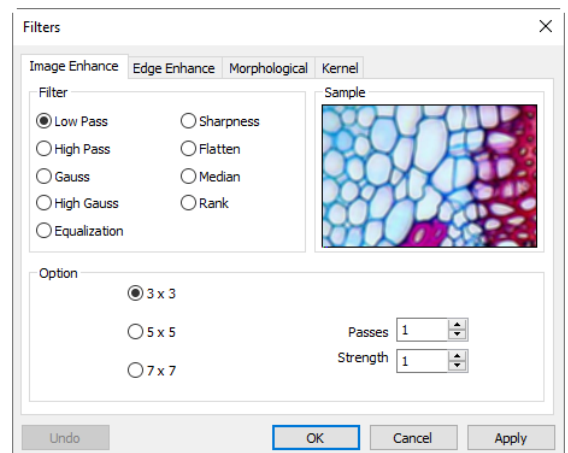 Filters
Image Enhance Edge Enhance Morphological Kernel
Filter
Sample
Low Pass
Sharpness
High Pass
Flatten
Gauss
Median
High Gauss
Rank
Equalization
Option
3 x 3
5 x 5
Passes 1
Strength 1
7 x 7
Undo OK Cancel Apply